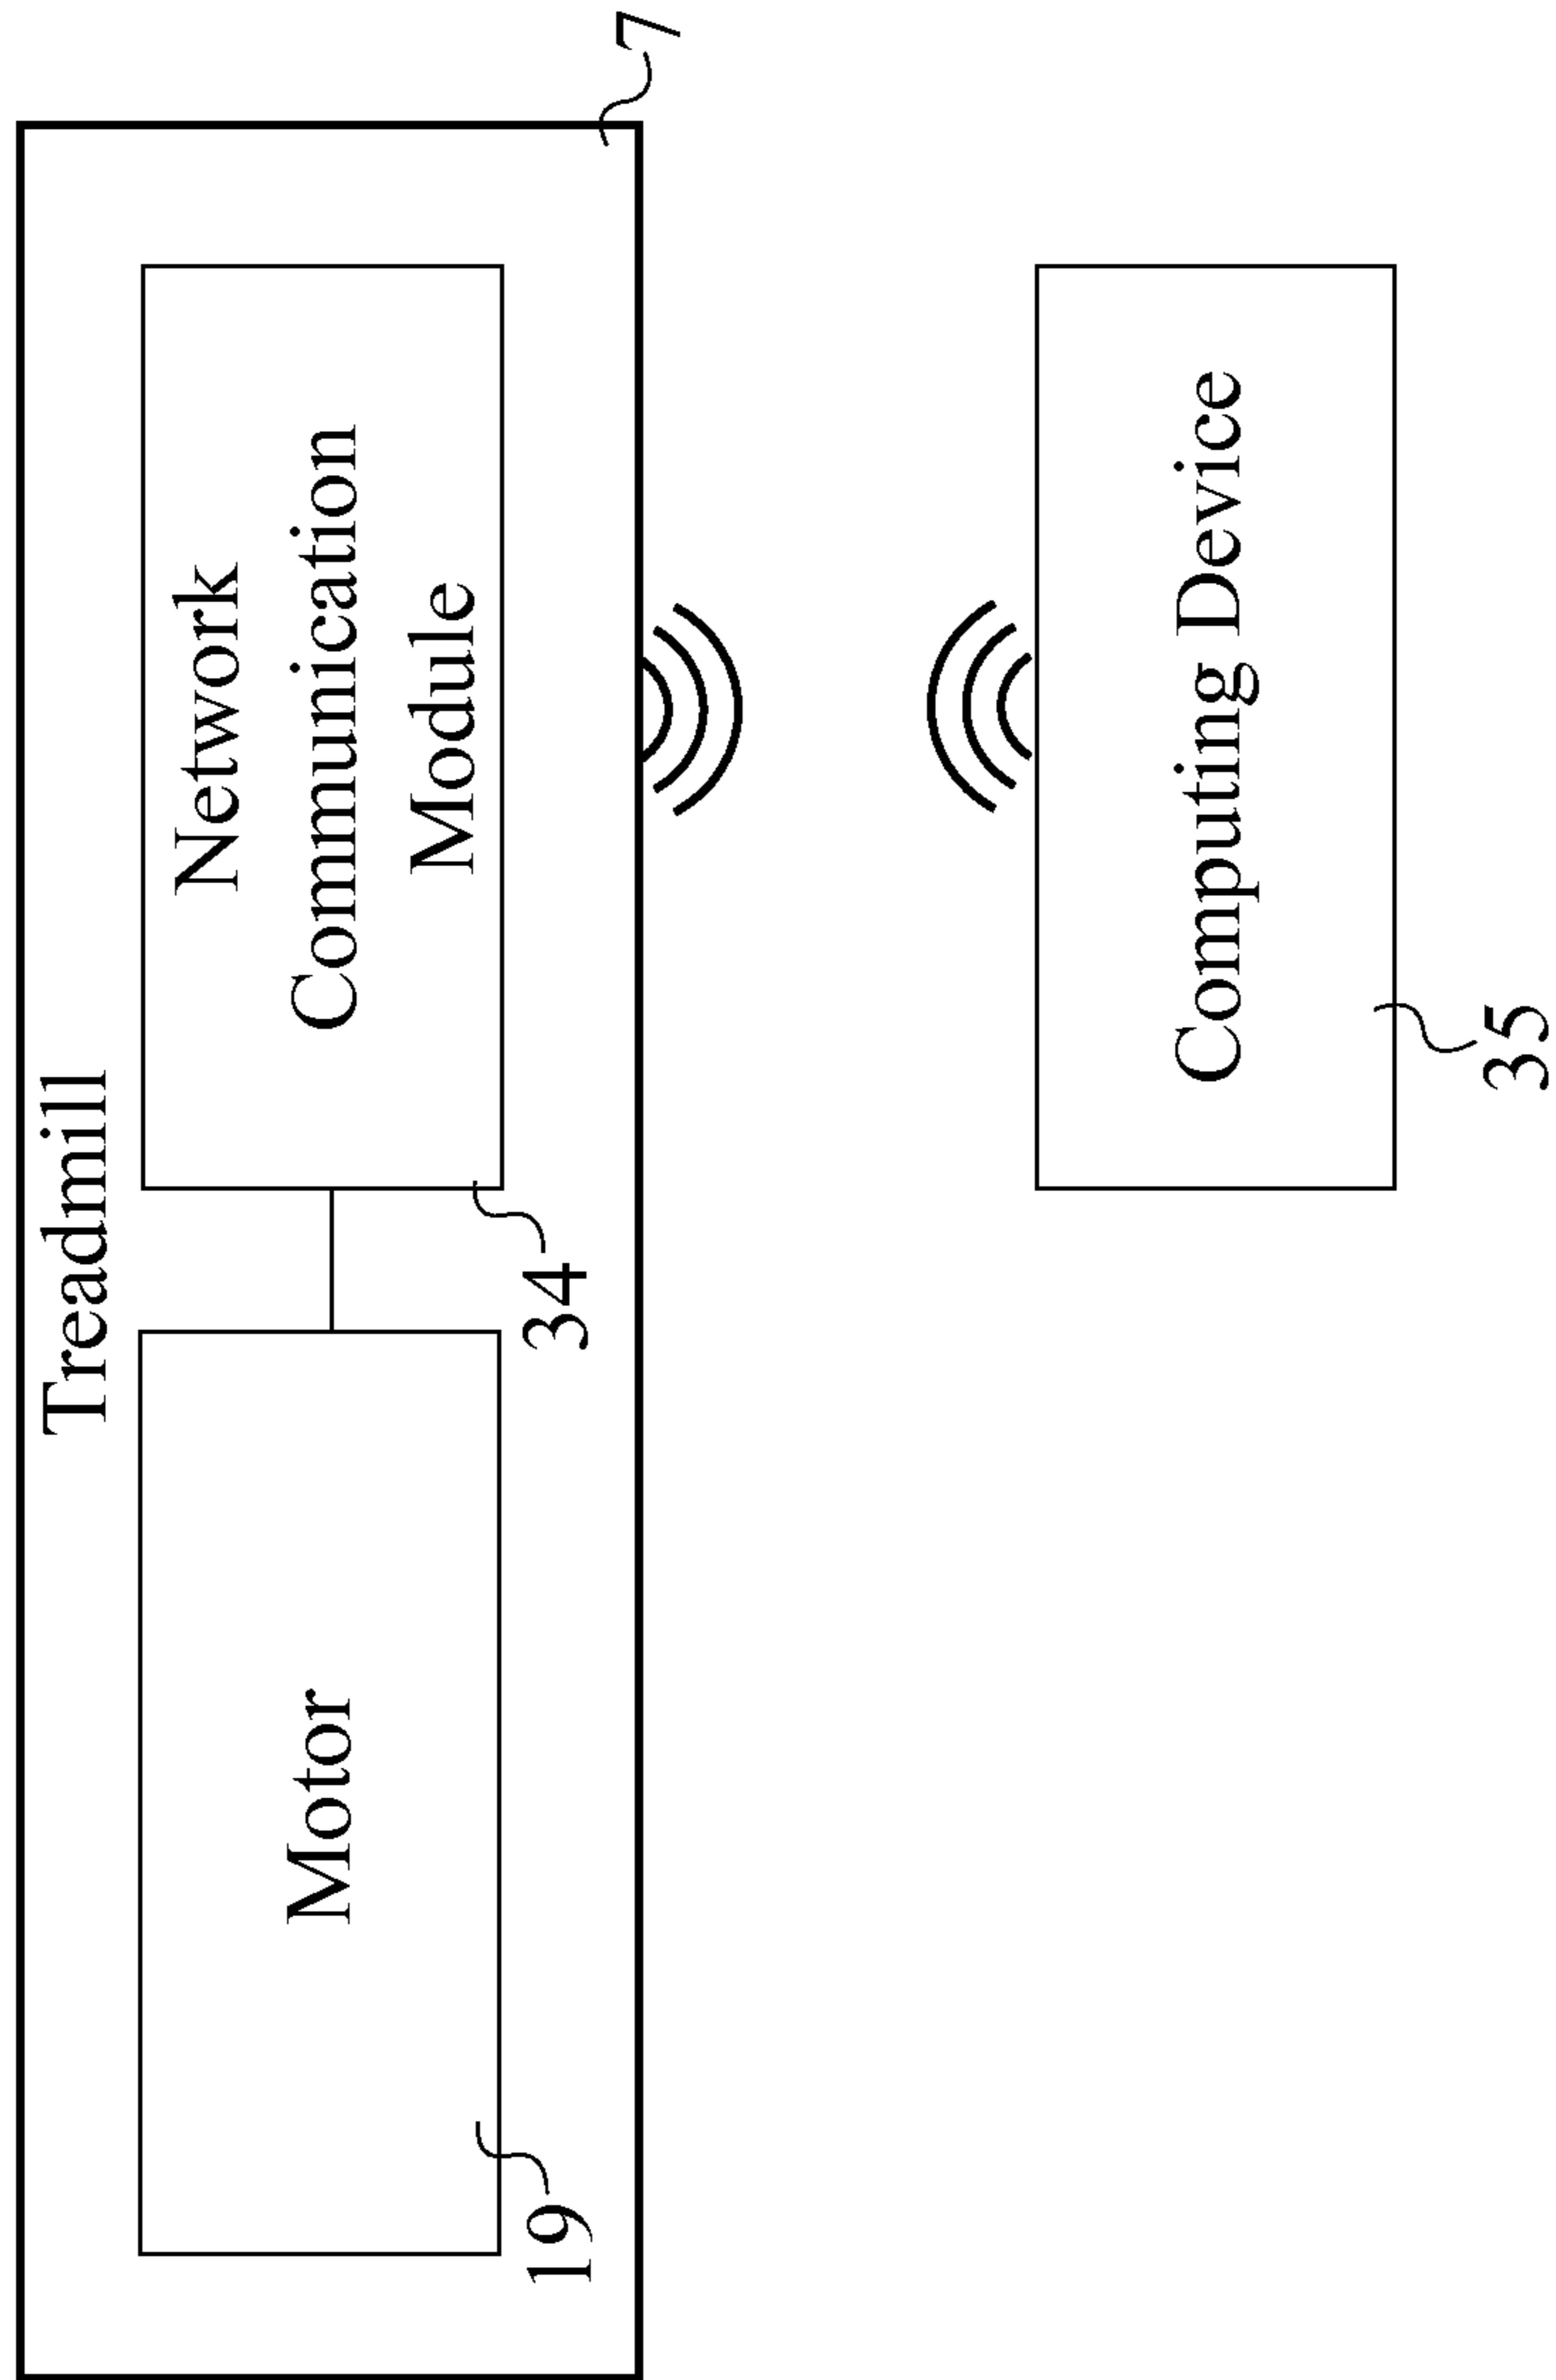 Treadmill
7
Motor
19
Network
Communication
Module
34
Computing Device
35